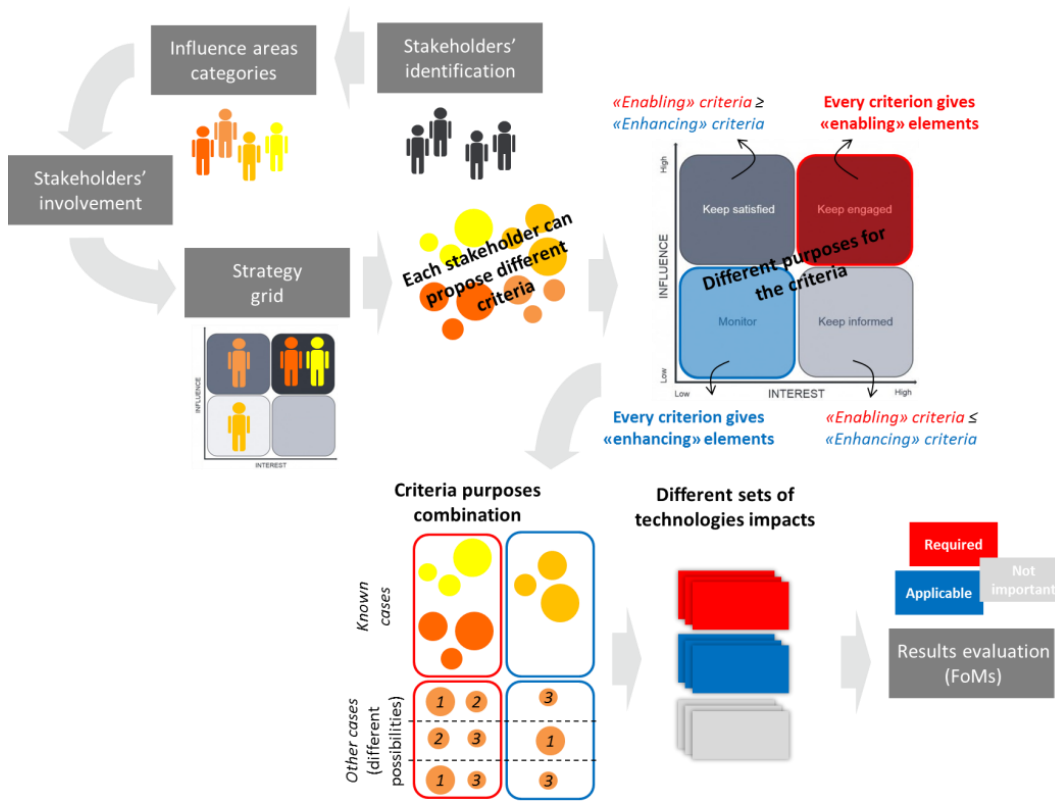 Influence areas
categories
Stakeholders’
identification
Stakeholders’
involvement
Strategy
grid
INFLUENCE
INTEREST
Each stakeholder can
propose different
criteria
«Enabling» criteria ≥
«Enhancing» criteria
Every criterion gives
«enabling» elements
High
Keep satisfied
Keep engaged
Different purposes for
the criteria
INFLUENCE
Monitor
Keep informed
Low
Low
INTEREST
High
Every criterion gives
«enhancing» elements
«Enabling» criteria ≤
«Enhancing» criteria
Criteria purposes
combination
Different sets of
technologies impacts
Known
cases
Other cases
(different
possibilities)
1 2 3
2 3 1
1 3 3
Required
Not
important
Applicable
Results evaluation
(FoMs)